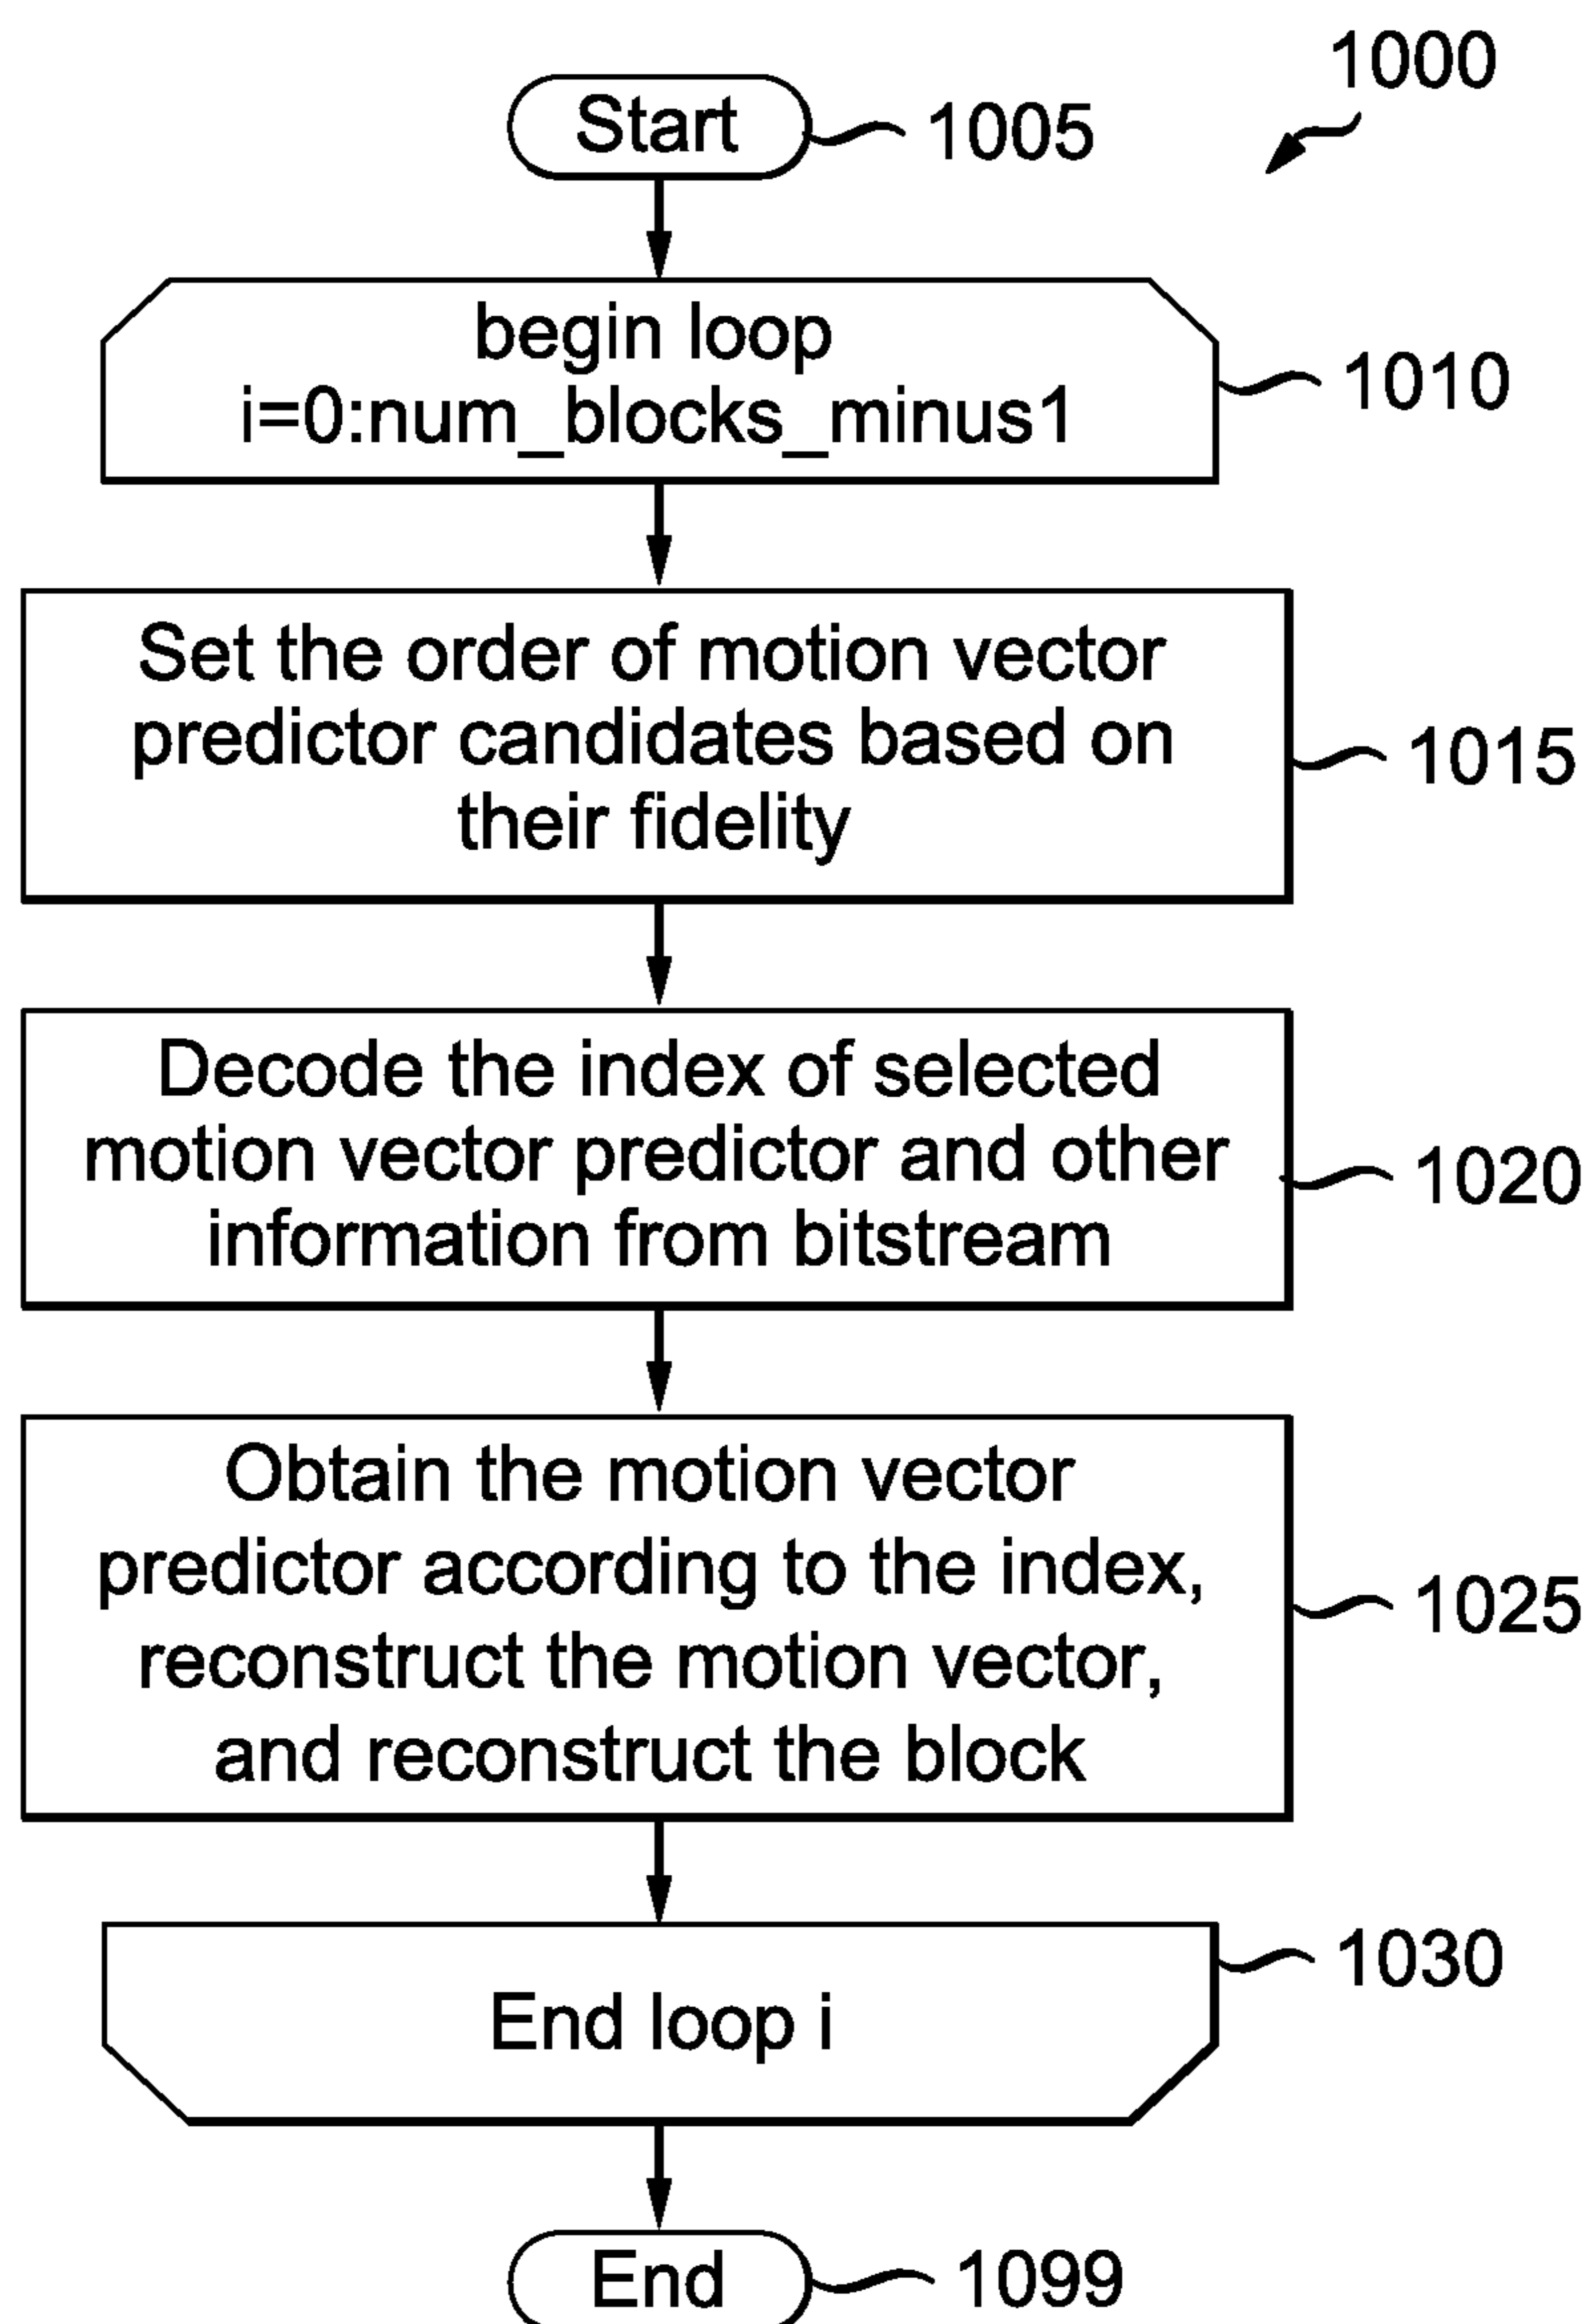 1000
Start
1005
begin loop
i=0:num_blocks_minus1
1010
Set the order of motion vector
predictor candidates based on
their fidelity
1015
Decode the index of selected
motion vector predictor and other
information from bitstream
1020
Obtain the motion vector
predictor according to the index,
reconstruct the motion vector,
and reconstruct the block
1025
End loop i
1030
End
1099